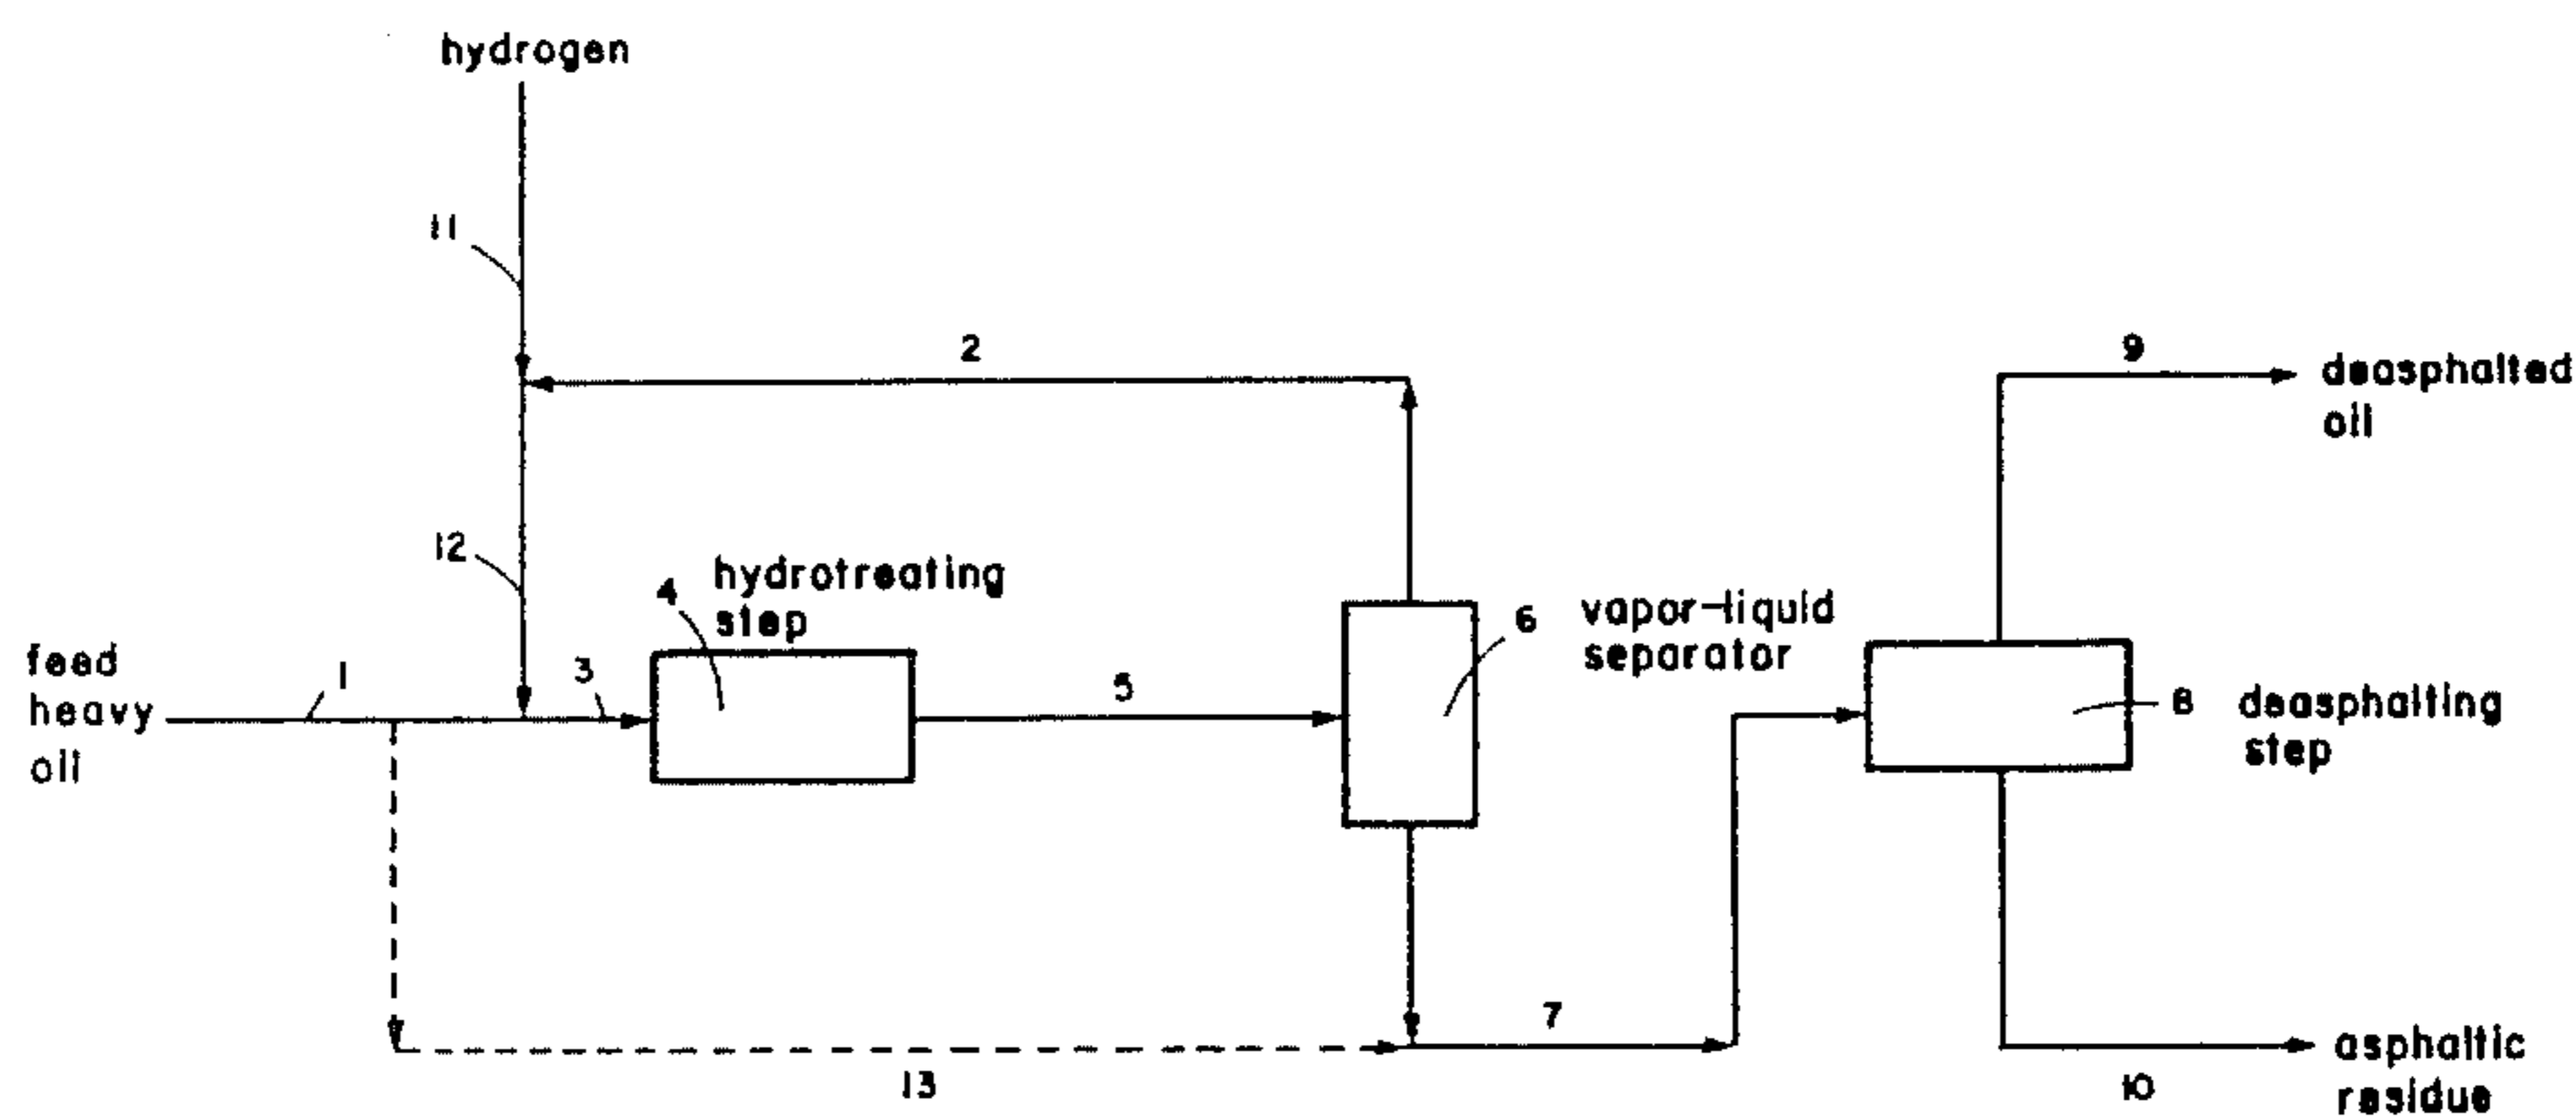 hydrogen
11
2
9
deasphalted
oil
12
hydrotreating
step
4
vapor-liquid
separator
6
feed
heavy
oil
1
3
5
8
deasphalting
step
7
13
10
asphaltic
residue